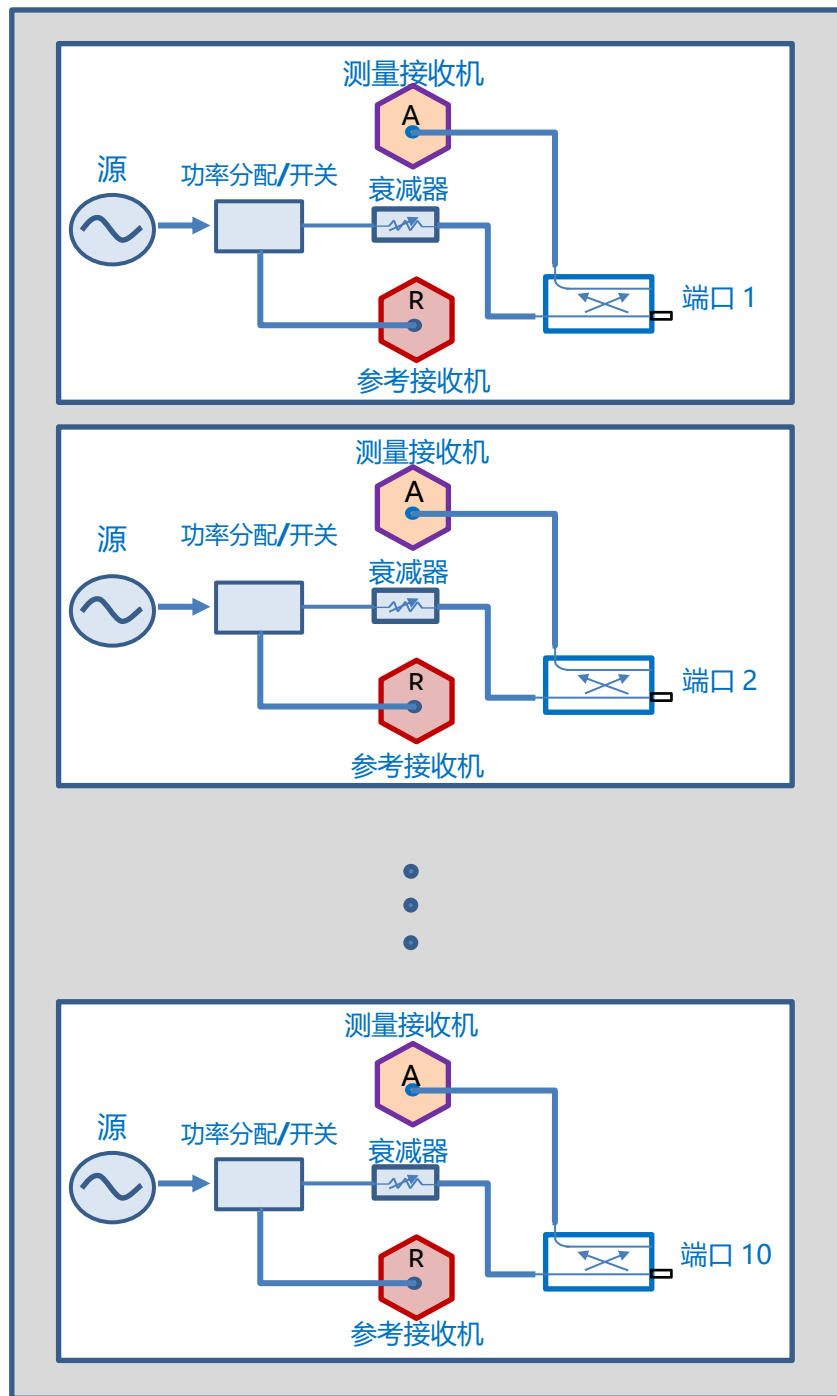 测量接收机
A
源
功率分配/开关
衰减器
R
端口 1
参考接收机
测量接收机
A
源
功率分配/开关
衰减器
R
端口 2
参考接收机
测量接收机
A
源
功率分配/开关
衰减器
R
端口 10
参考接收机